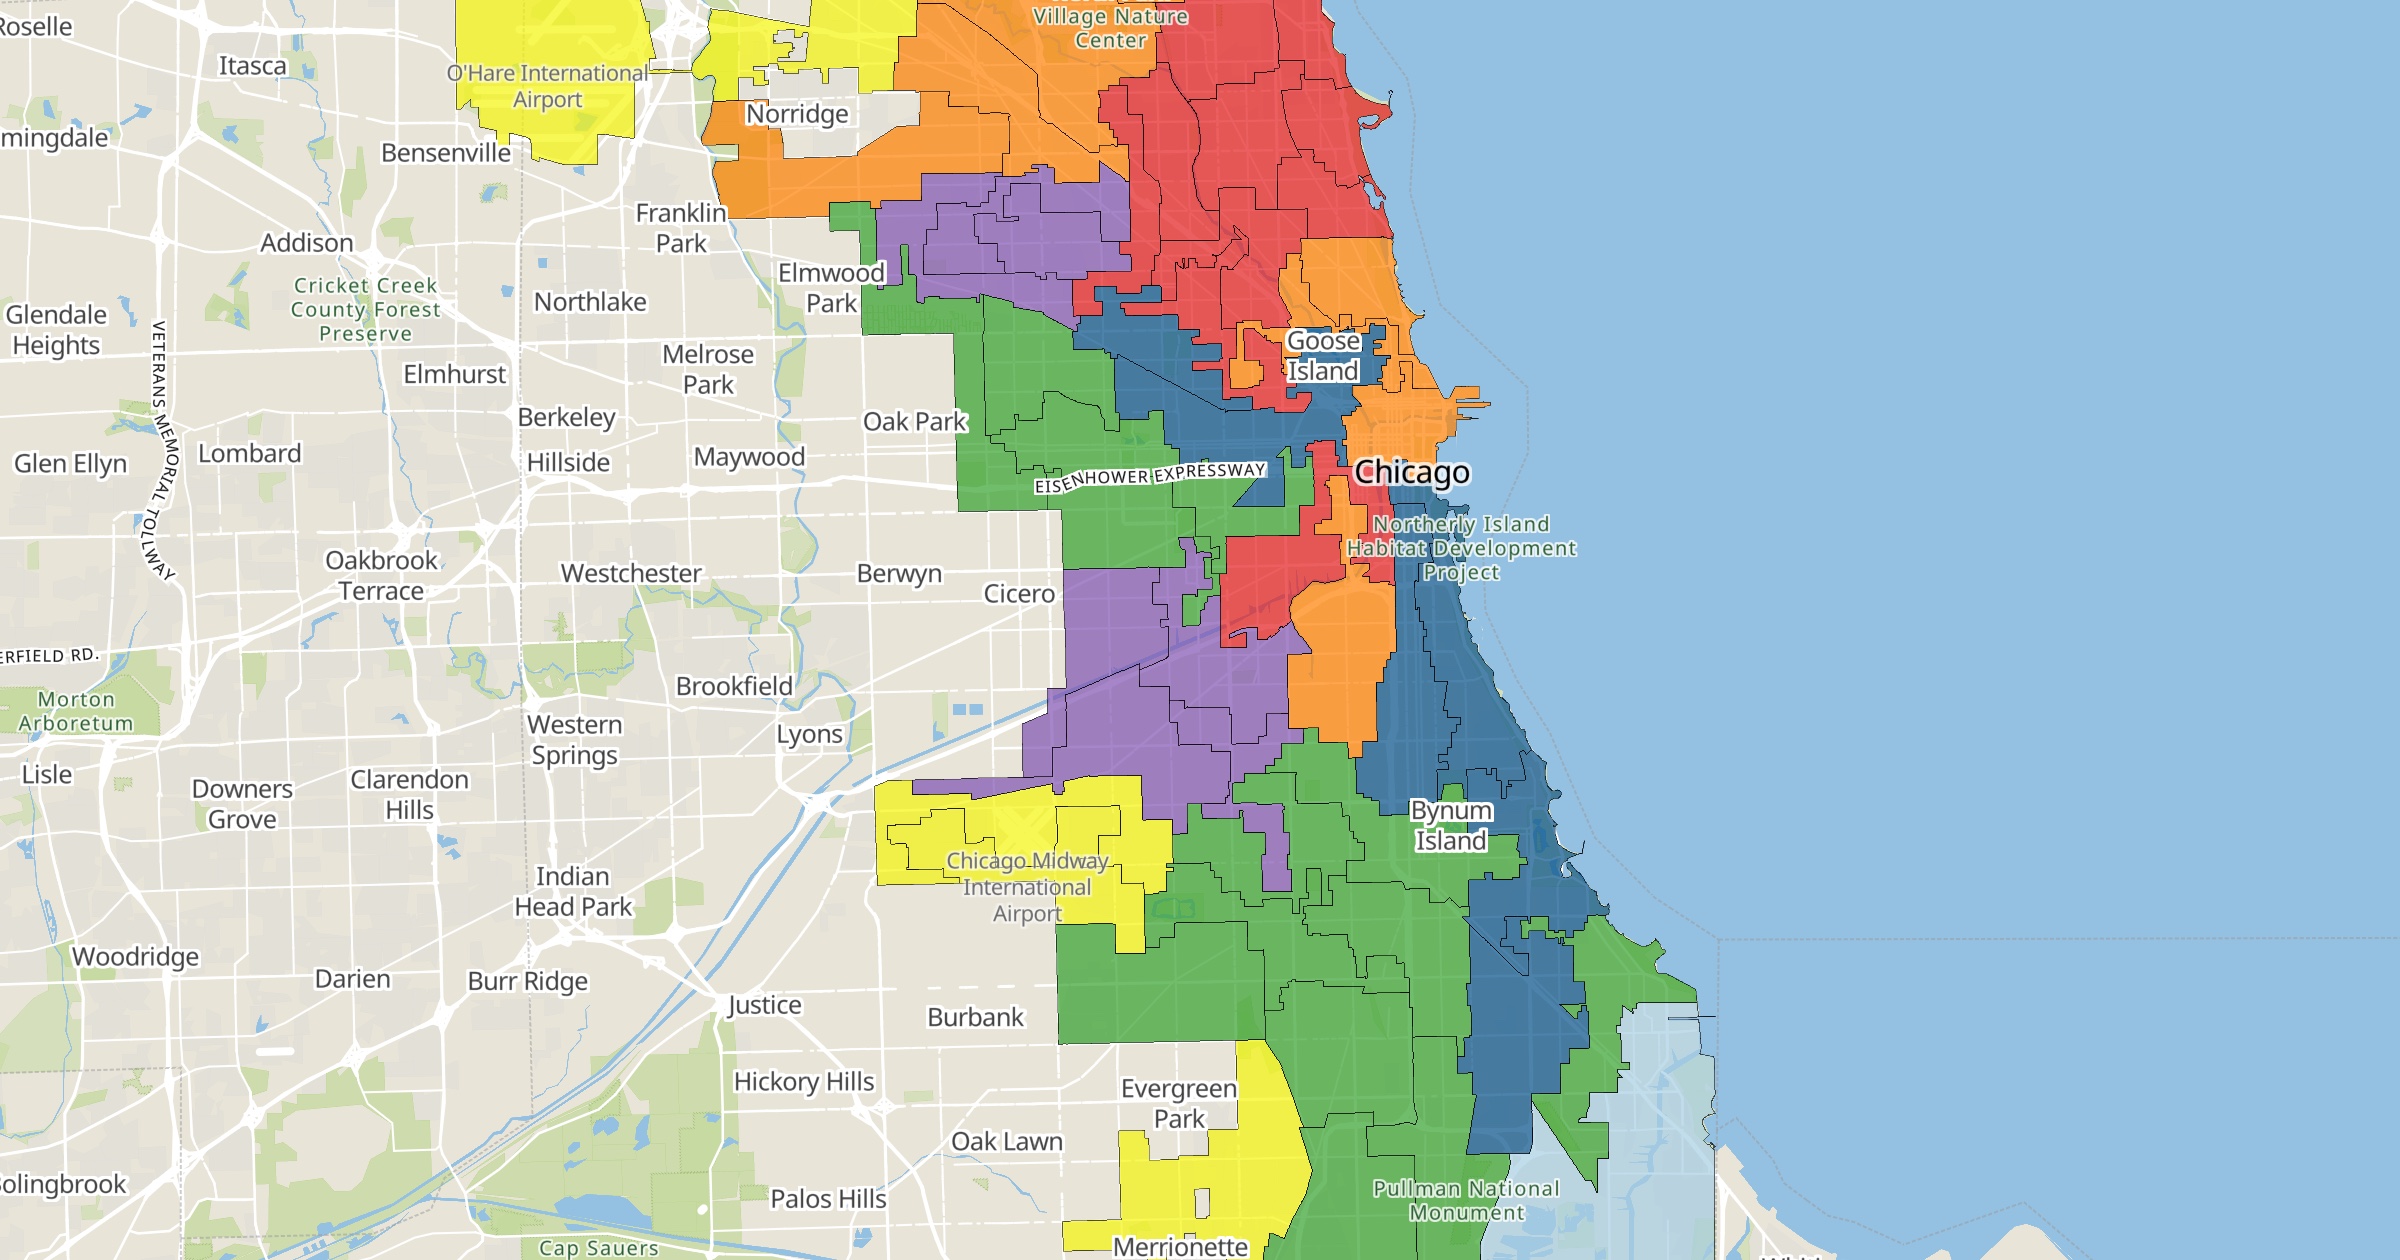 Village Nature
Center
Itasca
O'Hare International
Airport
Norridge
Bensenville
Franklin
Park
Addison
Elmwood
Park
Cricket Creek
County Forest
Preserve
Northlake
Glendale
Heights
VETERANS MEMORIAL TOLLWAY
Goose
Island
Melrose
Park
Elmhurst
Berkeley
Oak Park
Lombard
Glen Ellyn
Hillside
Maywood
EISENHOWER EXPRESSWAY
Chicago
Northerly Island
Habitat Development
Project
Oakbrook
Terrace
Westchester
Berwyn
Cicero
ERFIELD RD.
Morton
Arboretum
Brookfield
Western
Springs
Lyons
Lisle
Downers
Grove
Clarendon
Hills
Bynum
Island
Chicago Midway
International
Airport
Indian
Head Park
Woodridge
Darien
Burr Ridge
Justice
Burbank
Hickory Hills
Evergreen
Park
Oak Lawn
Bolingbrook
Palos Hills
Pullman National
Monument
Cap Sauers
Merrionette